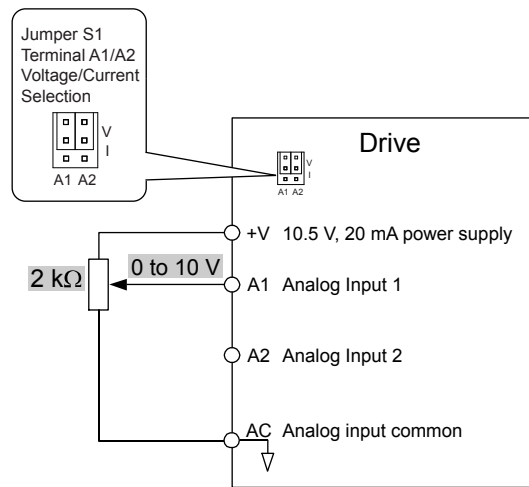 Jumper S1
Terminal A1/A2
Voltage/Current
Selection
V
I
A1 A2
Drive
V
I
A1 A2
+V 10.5 V, 20 mA power supply
2 kΩ
0 to 10 V
A1 Analog Input 1
A2 Analog Input 2
AC Analog input common